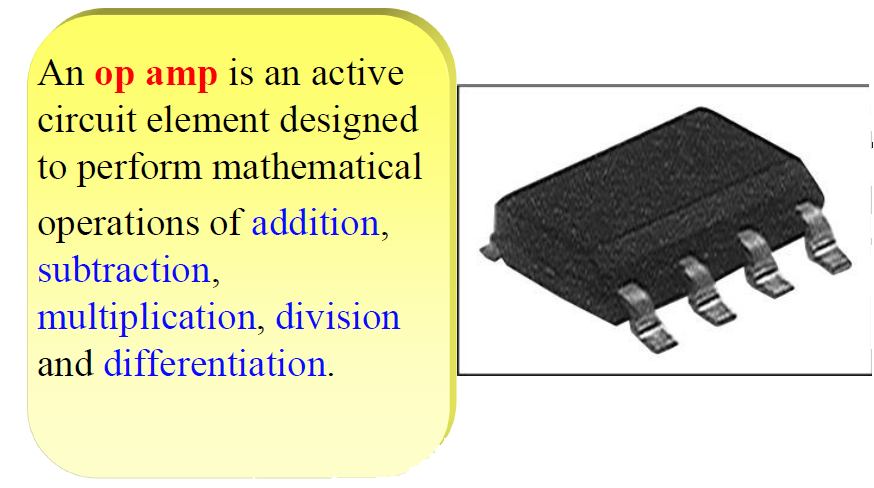 An op amp is an active
circuit element designed
to perform mathematical
operations of addition,
subtraction,
multiplication, division
and differentiation.